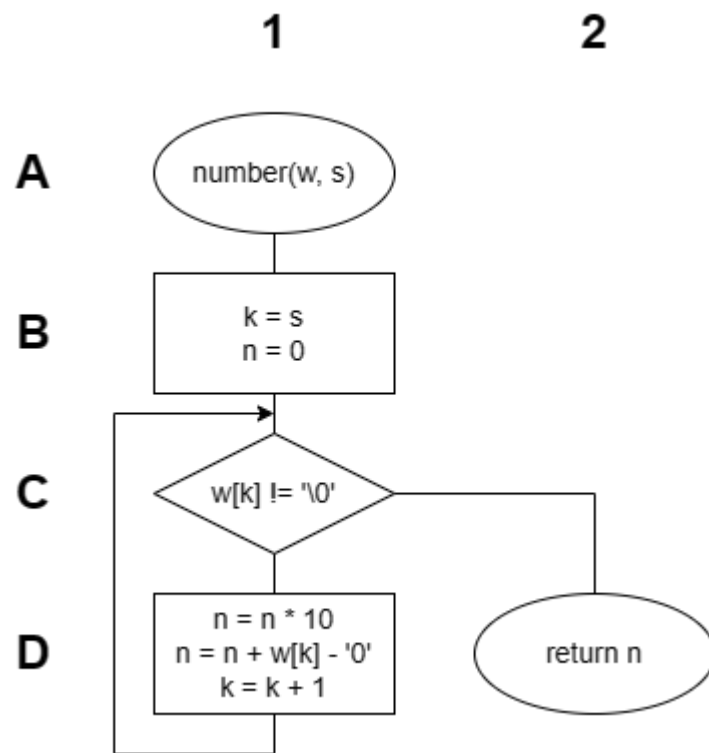 1 2
A
number(w, s)
B
k = s
n = 0
C
w[k] != '\0'
D
n = n * 10
n = n + w[k] - '0'
k = k + 1
return n